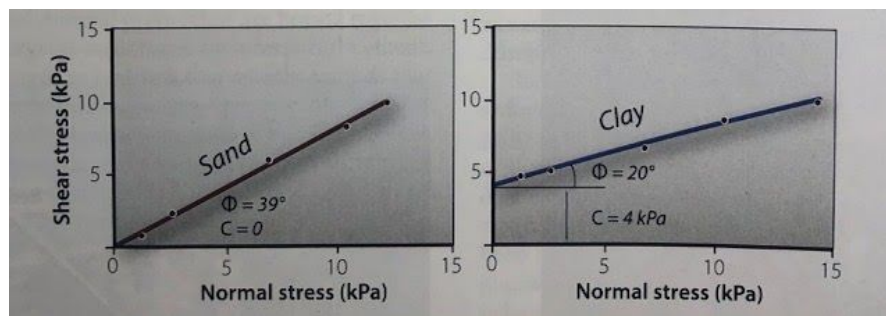 15
10
5
0
5
10
15
Shear stress (kPa)
Sand
Φ = 39°
C = 0
Normal stress (kPa)
15
10
5
0
0
5
10
15
Clay
Φ = 20°
C = 4 kPa
Normal stress (kPa)